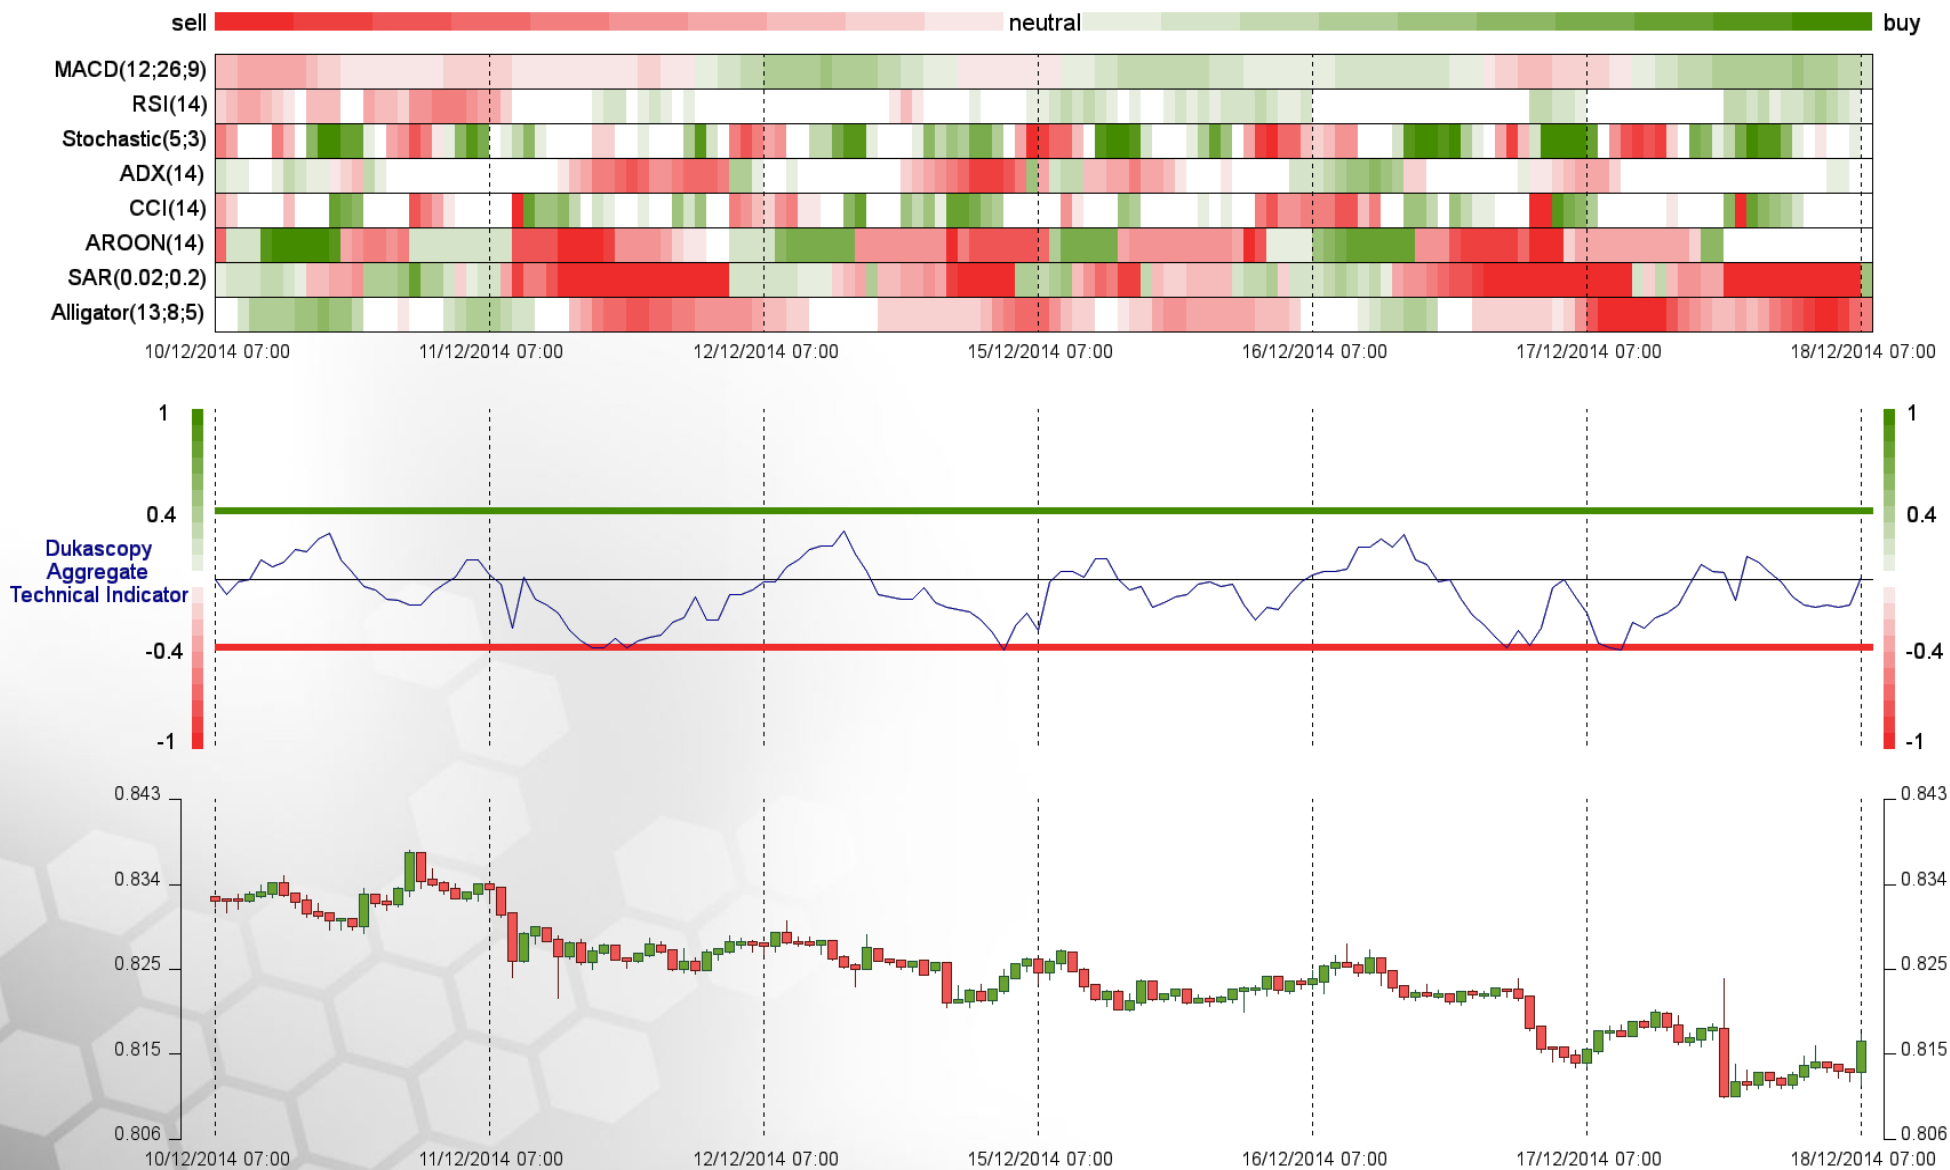 sell neutral buy
MACD(12;26;9)
RSI(14)
Stochastic(5;3)
ADX(14)
CCI(14)
AROON(14)
SAR(0.02;0.2)
Alligator(13;8;5)
10/12/2014 07:00 11/12/2014 07:00 12/12/2014 07:00 15/12/2014 07:00 16/12/2014 07:00 17/12/2014 07:00 18/12/2014 07:00
1 1
0.4 0.4
Dukascopy
Aggregate
Technical Indicator
-0.4 -0.4
-1 -1
0.843 0.843
0.834 0.834
0.825 0.825
0.815 0.815
0.806 0.806
10/12/2014 07:00 11/12/2014 07:00 12/12/2014 07:00 15/12/2014 07:00 16/12/2014 07:00 17/12/2014 07:00 18/12/2014 07:00